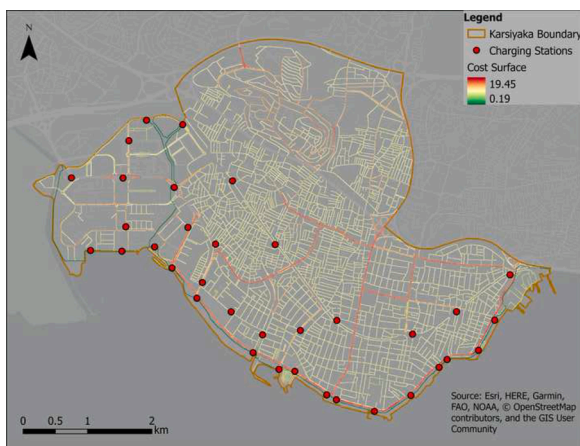 N
Legend
Karsiyaka Boundary
Charging Stations
Cost Surface
19.45
0.19
0 0.5 1 2
km
Source: Esri, HERE, Garmin,
FAO, NOAA, © OpenStreetMap
contributors, and the GIS User
Community